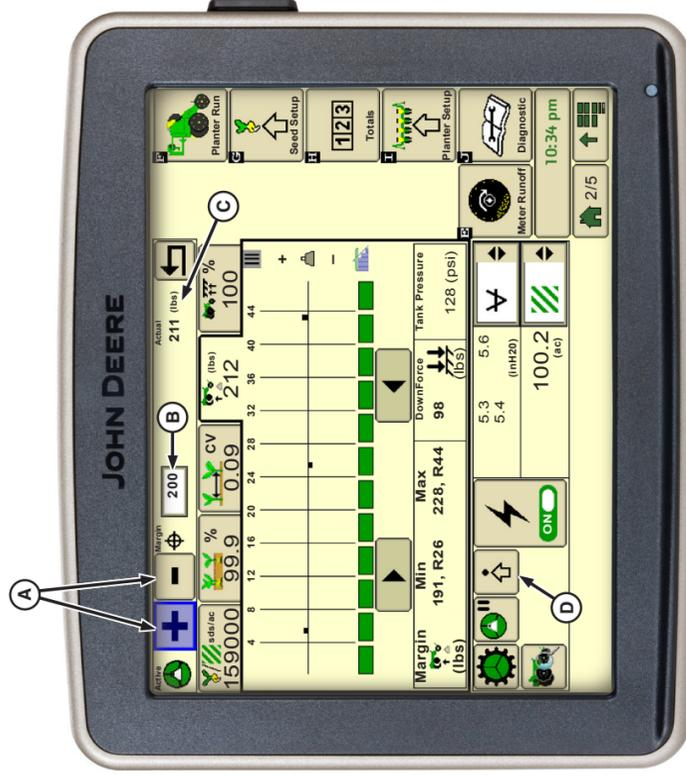 A
B
C
JOHN DEERE
Active
Margin
200
Actual
211 (lbs)
sds/ac
159000
%
99.9
CV
0.09
(lbs)
212
%
100
4 8 12 16 20 24 28 32 36 40 44
+
−
Margin
(lbs)
Min
191, R26
Max
228, R44
DownForce
98
(lbs)
Tank Pressure
128 (psi)
ON
5.3
5.4
5.6
(inH20)
100.2
(ac)
D
F
Planter Run
G
Seed Setup
H
123
Totals
I
Planter Setup
E
Meter Runoff
J
Diagnostic
10:34 pm
2/5